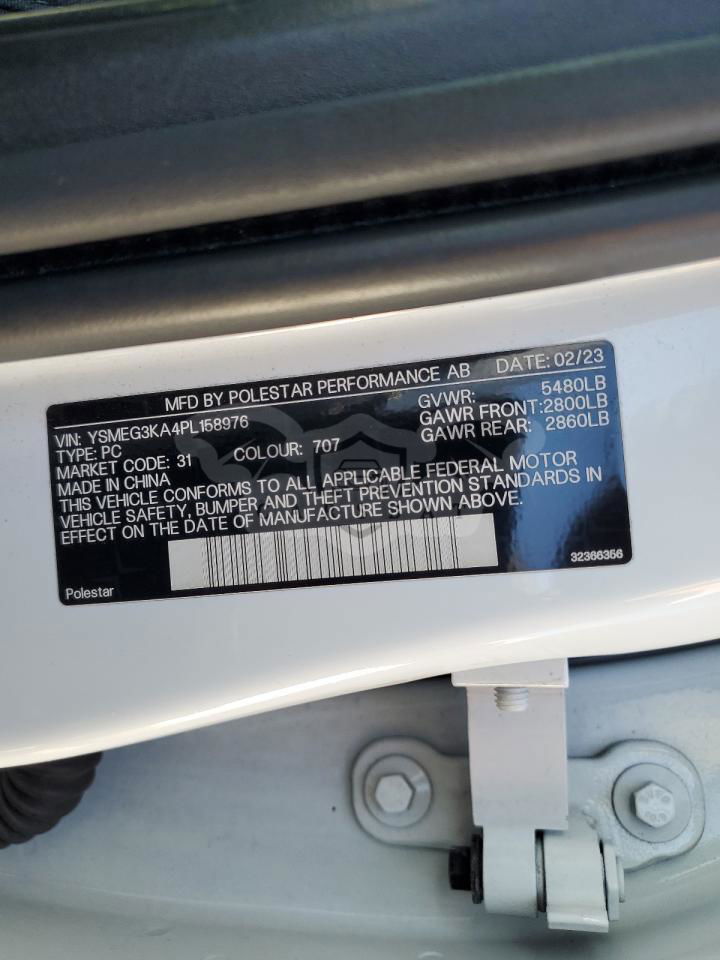 MFD BY POLESTAR PERFORMANCE AB DATE: 02/23
VIN: YSMEG3KA4PL158976 GVWR: 5480LB
TYPE: PC GAWR FRONT:2800LB
MARKET CODE: 31 COLOUR: 707 GAWR REAR: 2860LB
MADE IN CHINA
THIS VEHICLE CONFORMS TO ALL APPLICABLE FEDERAL MOTOR
VEHICLE SAFETY, BUMPER, AND THEFT PREVENTION STANDARDS IN
EFFECT ON THE DATE OF MANUFACTURE SHOWN ABOVE.
Polestar 32366356